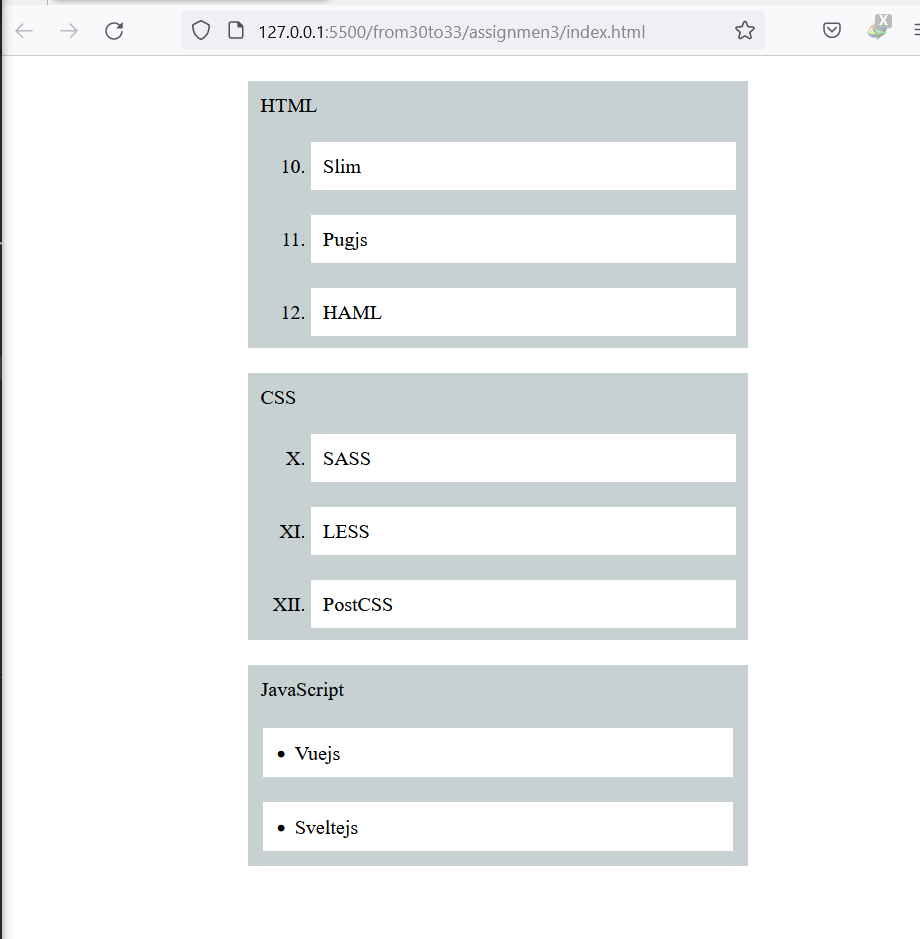 127.0.0.1:5500/from30to33/assignmen3/index.html
X
HTML
10. Slim
11. Pugjs
12. HAML
CSS
X. SASS
XI. LESS
XII. PostCSS
JavaScript
• Vuejs
• Sveltejs